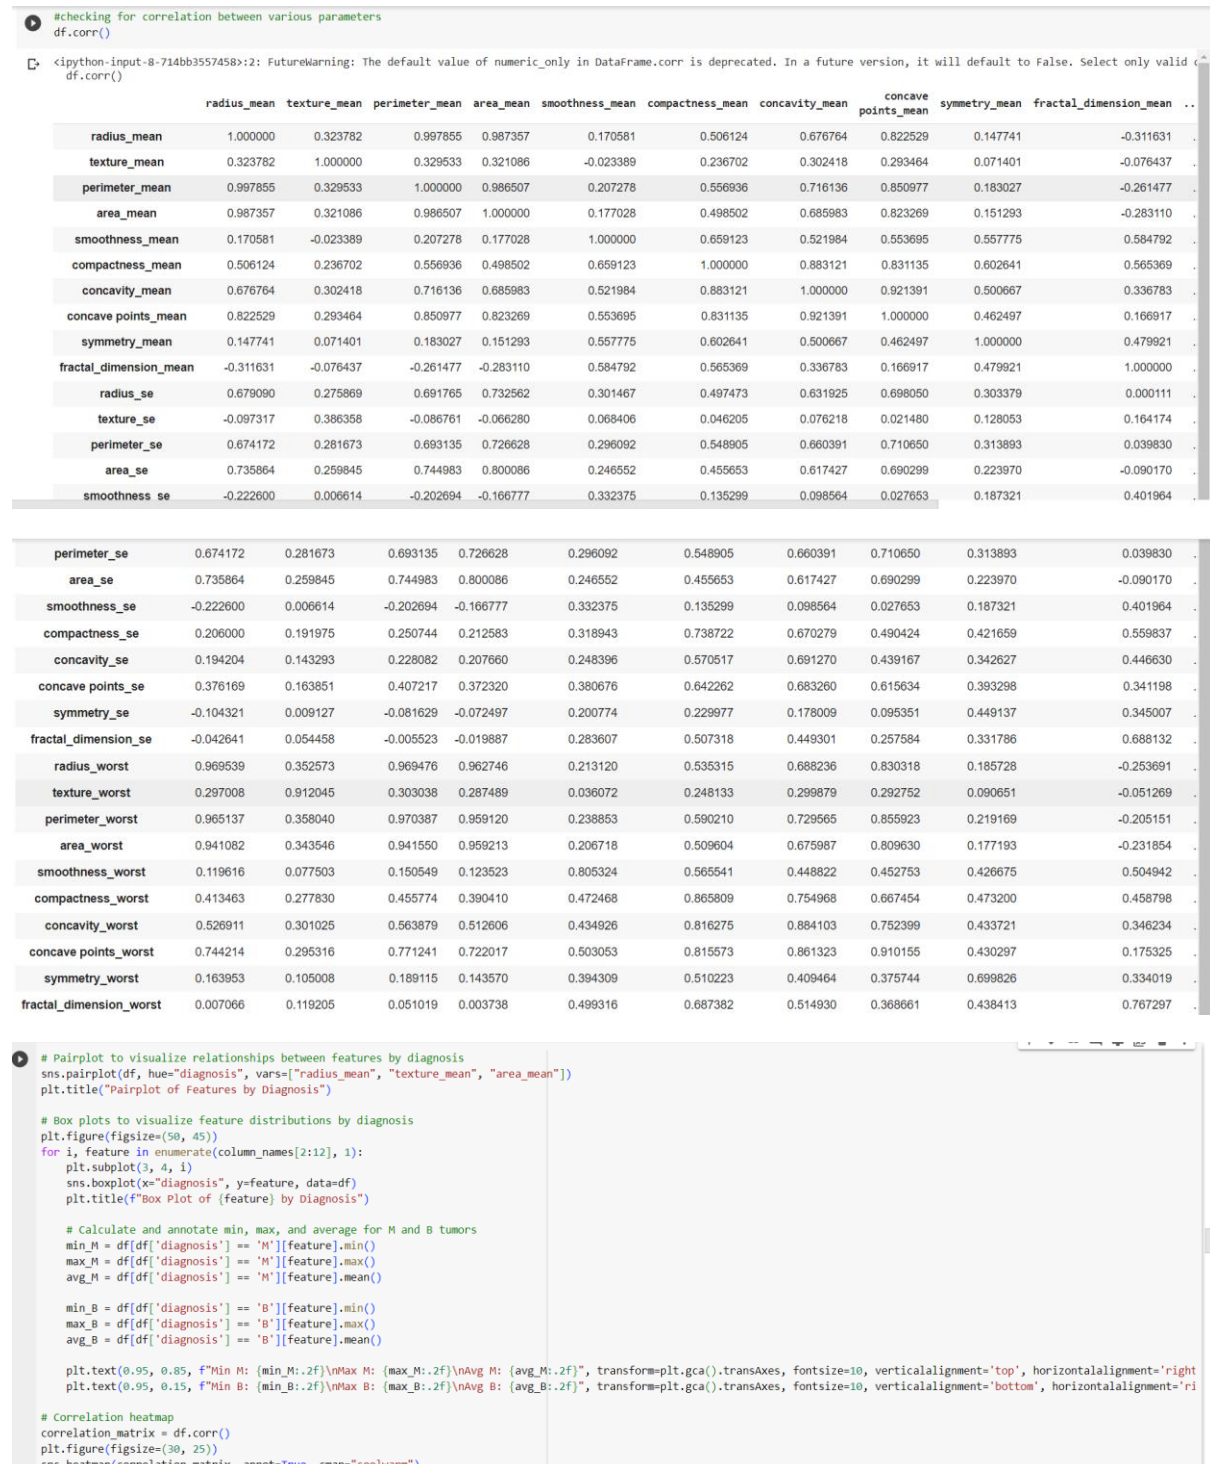 #checking for correlation between various parameters
df.corr()
<ipython-input-8-714bb3557458>:2: FutureWarning: The default value of numeric_only in DataFrame.corr is deprecated. In a future version, it will default to False. Select only valid
df.corr()
radius_mean texture_mean perimeter_mean area_mean smoothness_mean compactness_mean concavity_mean concave points_mean symmetry_mean fractal_dimension_mean ..
radius_mean 1.000000 0.323782 0.997855 0.987357 0.170581 0.506124 0.676764 0.822529 0.147741 -0.311631 .
texture_mean 0.323782 1.000000 0.329533 0.321086 -0.023389 0.236702 0.302418 0.293464 0.071401 -0.076437 .
perimeter_mean 0.997855 0.329533 1.000000 0.986507 0.207278 0.556936 0.716136 0.850977 0.183027 -0.261477 .
area_mean 0.987357 0.321086 0.986507 1.000000 0.177028 0.498502 0.685983 0.823269 0.151293 -0.283110 .
smoothness_mean 0.170581 -0.023389 0.207278 0.177028 1.000000 0.659123 0.521984 0.553695 0.557775 0.584792 .
compactness_mean 0.506124 0.236702 0.556936 0.498502 0.659123 1.000000 0.883121 0.831135 0.602641 0.565369 .
concavity_mean 0.676764 0.302418 0.716136 0.685983 0.521984 0.883121 1.000000 0.921391 0.500667 0.336783 .
concave points_mean 0.822529 0.293464 0.850977 0.823269 0.553695 0.831135 0.921391 1.000000 0.462497 0.166917 .
symmetry_mean 0.147741 0.071401 0.183027 0.151293 0.557775 0.602641 0.500667 0.462497 1.000000 0.479921 .
fractal_dimension_mean -0.311631 -0.076437 -0.261477 -0.283110 0.584792 0.565369 0.336783 0.166917 0.479921 1.000000 .
radius_se 0.679090 0.275869 0.691765 0.732562 0.301467 0.497473 0.631925 0.698050 0.303379 0.000111 .
texture_se -0.097317 0.386358 -0.086761 -0.066280 0.068406 0.046205 0.076218 0.021480 0.128053 0.164174 .
perimeter_se 0.674172 0.281673 0.693135 0.726628 0.296092 0.548905 0.660391 0.710650 0.313893 0.039830 .
area_se 0.735864 0.259845 0.744983 0.800086 0.246552 0.455653 0.617427 0.690299 0.223970 -0.090170 .
smoothness_se -0.222600 0.006614 -0.202694 -0.166777 0.332375 0.135299 0.098564 0.027653 0.187321 0.401964 .
perimeter_se 0.674172 0.281673 0.693135 0.726628 0.296092 0.548905 0.660391 0.710650 0.313893 0.039830 .
area_se 0.735864 0.259845 0.744983 0.800086 0.246552 0.455653 0.617427 0.690299 0.223970 -0.090170 .
smoothness_se -0.222600 0.006614 -0.202694 -0.166777 0.332375 0.135299 0.098564 0.027653 0.187321 0.401964 .
compactness_se 0.206000 0.191975 0.250744 0.212583 0.318943 0.738722 0.670279 0.490424 0.421659 0.559837 .
concavity_se 0.194204 0.143293 0.228082 0.207660 0.248396 0.570517 0.691270 0.439167 0.342627 0.446630 .
concave points_se 0.376169 0.163851 0.407217 0.372320 0.380676 0.642262 0.683260 0.615634 0.393298 0.341198 .
symmetry_se -0.104321 0.009127 -0.081629 -0.072497 0.200774 0.229977 0.178009 0.095351 0.449137 0.345007 .
fractal_dimension_se -0.042641 0.054458 -0.005523 -0.019887 0.283607 0.507318 0.449301 0.257584 0.331786 0.688132 .
radius_worst 0.969539 0.352573 0.969476 0.962746 0.213120 0.535315 0.688236 0.830318 0.185728 -0.253691 .
texture_worst 0.297008 0.912045 0.303038 0.287489 0.036072 0.248133 0.299879 0.292752 0.090651 -0.051269 .
perimeter_worst 0.965137 0.358040 0.970387 0.959120 0.238853 0.590210 0.729565 0.855923 0.219169 -0.205151 .
area_worst 0.941082 0.343546 0.941550 0.959213 0.206718 0.509604 0.675987 0.809630 0.177193 -0.231854 .
smoothness_worst 0.119616 0.077503 0.150549 0.123523 0.805324 0.565541 0.448822 0.452753 0.426675 0.504942 .
compactness_worst 0.413463 0.277830 0.455774 0.390410 0.472468 0.865809 0.754968 0.667454 0.473200 0.458798 .
concavity_worst 0.526911 0.301025 0.563879 0.512606 0.434926 0.816275 0.884103 0.752399 0.433721 0.346234 .
concave points_worst 0.744214 0.295316 0.771241 0.722017 0.503053 0.815573 0.861323 0.910155 0.430297 0.175325 .
symmetry_worst 0.163953 0.105008 0.189115 0.143570 0.394309 0.510223 0.409464 0.375744 0.699826 0.334019 .
fractal_dimension_worst 0.007066 0.119205 0.051019 0.003738 0.499316 0.687382 0.514930 0.368661 0.438413 0.767297 .
# Pairplot to visualize relationships between features by diagnosis
sns.pairplot(df, hue="diagnosis", vars=["radius_mean", "texture_mean", "area_mean"])
plt.title("Pairplot of Features by Diagnosis")
# Box plots to visualize feature distributions by diagnosis
plt.figure(figsize=(50, 45))
for i, feature in enumerate(column_names[2:12], 1):
plt.subplot(3, 4, i)
sns.boxplot(x="diagnosis", y=feature, data=df)
plt.title(f"Box Plot of {feature} by Diagnosis")
# Calculate and annotate min, max, and average for M and B tumors
min_M = df[df['diagnosis'] == 'M'][feature].min()
max_M = df[df['diagnosis'] == 'M'][feature].max()
avg_M = df[df['diagnosis'] == 'M'][feature].mean()
min_B = df[df['diagnosis'] == 'B'][feature].min()
max_B = df[df['diagnosis'] == 'B'][feature].max()
avg_B = df[df['diagnosis'] == 'B'][feature].mean()
plt.text(0.95, 0.85, f"Min M: {min_M:.2f}\nMax M: {max_M:.2f}\nAvg M: {avg_M:.2f}", transform=plt.gca().transAxes, fontsize=10, verticalalignment='top', horizontalalignment='right
plt.text(0.95, 0.15, f"Min B: {min_B:.2f}\nMax B: {max_B:.2f}\nAvg B: {avg_B:.2f}", transform=plt.gca().transAxes, fontsize=10, verticalalignment='bottom', horizontalalignment='ri
# Correlation heatmap
correlation_matrix = df.corr()
plt.figure(figsize=(30, 25))
sns.heatmap(correlation_matrix, annot=True, cmap="coolwarm")